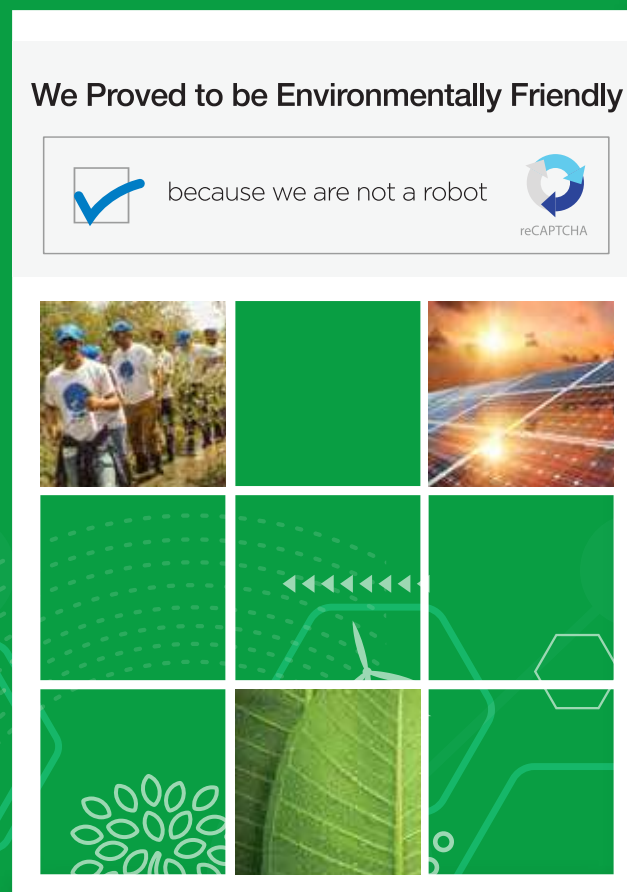 We Proved to be Environmentally Friendly
because we are not a robot
reCAPTCHA